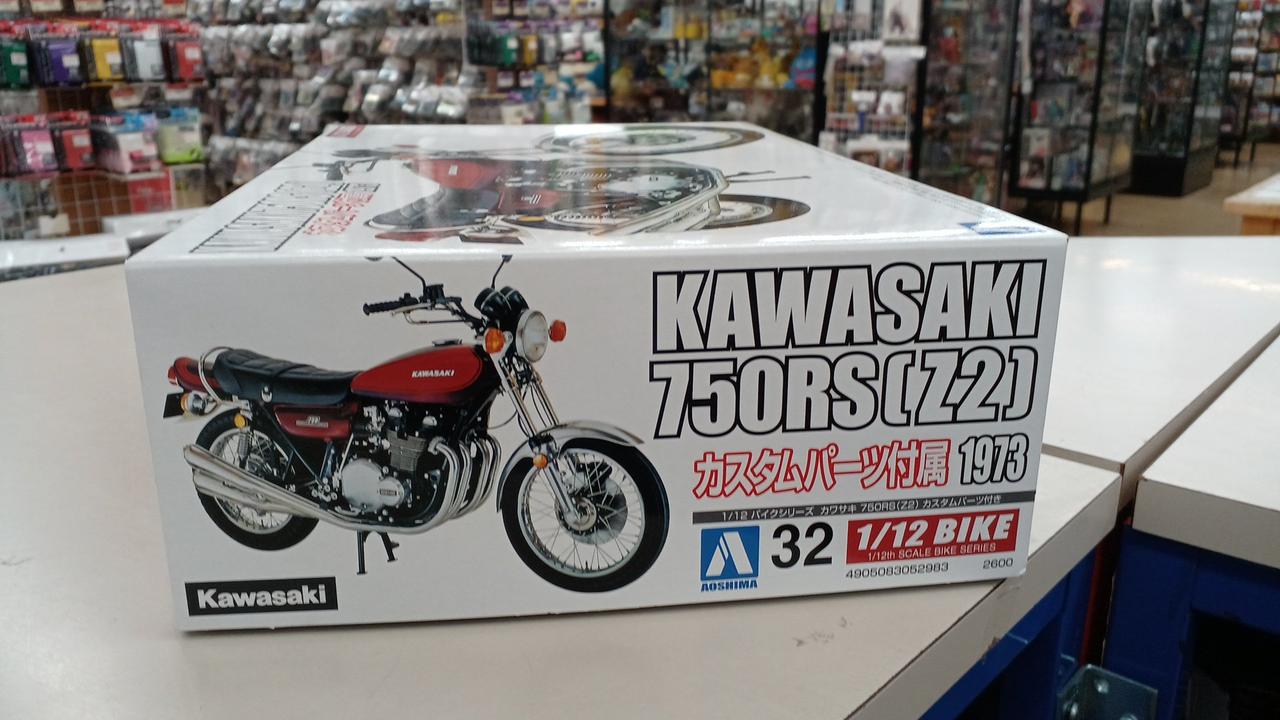 KAWASAKI
750RS(Z2)
カスタムパーツ付属 1973
1/12 バイクシリーズ カワサキ 750RS(Z2) カスタムパーツ付き
AOSHIMA
32
1/12 BIKE
1/12th SCALE BIKE SERIES
4905083052983 2600
KAWASAKI
Kawasaki